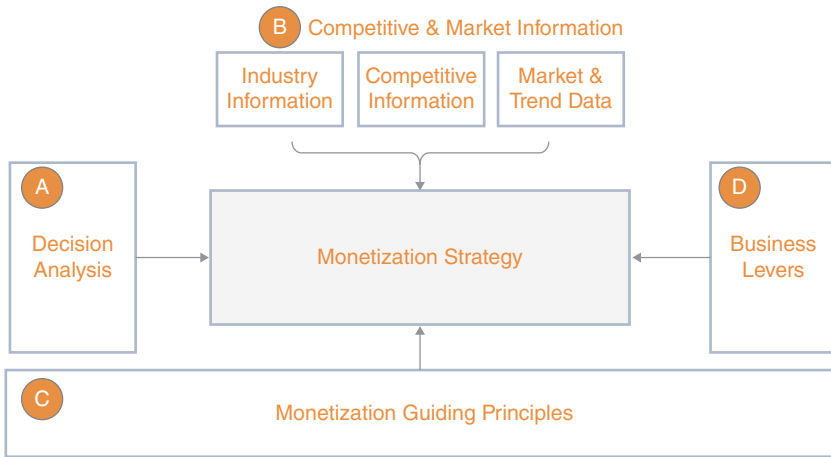 B Competitive & Market Information
Industry
Information
Competitive
Information
Market &
Trend Data
A
Decision
Analysis
Monetization Strategy
D
Business
Levers
C
Monetization Guiding Principles